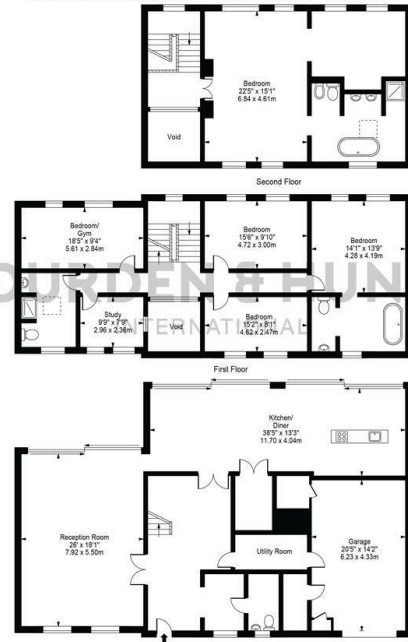 Bedroom
22'5" x 15'1"
6.84 x 4.61m
Void
Second Floor
Bedroom/
Gym
18'5" x 9'4"
5.61 x 2.84m
Bedroom
15'6" x 9'10"
4.72 x 3.00m
Bedroom
14'1" x 13'9"
4.28 x 4.19m
OURDEN & HUN
INTERNATIONAL
Study
9'9" x 7'9"
2.96 x 2.36m
Void
Bedroom
15'2" x 8'1"
4.62 x 2.47m
First Floor
Kitchen/
Diner
38'5" x 13'3"
11.70 x 4.04m
Reception Room
26' x 18'1"
7.92 x 5.50m
Utility Room
Garage
20'5" x 14'2"
6.23 x 4.33m